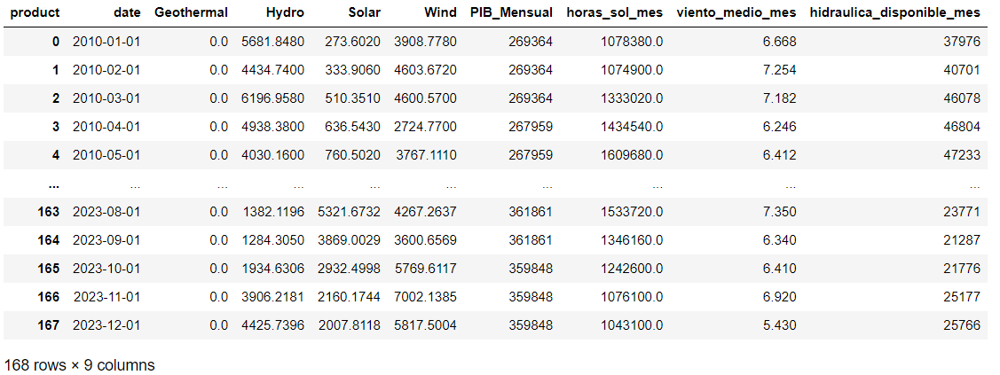 product date Geothermal Hydro Solar Wind PIB_Mensual horas_sol_mes viento_medio_mes hidraulica_disponible_mes
0 2010-01-01 0.0 5681.8480 273.6020 3908.7780 269364 1078380.0 6.668 37976
1 2010-02-01 0.0 4434.7400 333.9060 4603.6720 269364 1074900.0 7.254 40701
2 2010-03-01 0.0 6196.9580 510.3510 4600.5700 269364 1333020.0 7.182 46078
3 2010-04-01 0.0 4938.3800 636.5430 2724.7700 267959 1434540.0 6.246 46804
4 2010-05-01 0.0 4030.1600 760.5020 3767.1110 267959 1609680.0 6.412 47233
... ... ... ... ... ... ... ... ... ...
163 2023-08-01 0.0 1382.1196 5321.6732 4267.2637 361861 1533720.0 7.350 23771
164 2023-09-01 0.0 1284.3050 3869.0029 3600.6569 361861 1346160.0 6.340 21287
165 2023-10-01 0.0 1934.6306 2932.4998 5769.6117 359848 1242600.0 6.410 21776
166 2023-11-01 0.0 3906.2181 2160.1744 7002.1385 359848 1076100.0 6.920 25177
167 2023-12-01 0.0 4425.7396 2007.8118 5817.5004 359848 1043100.0 5.430 25766
168 rows × 9 columns